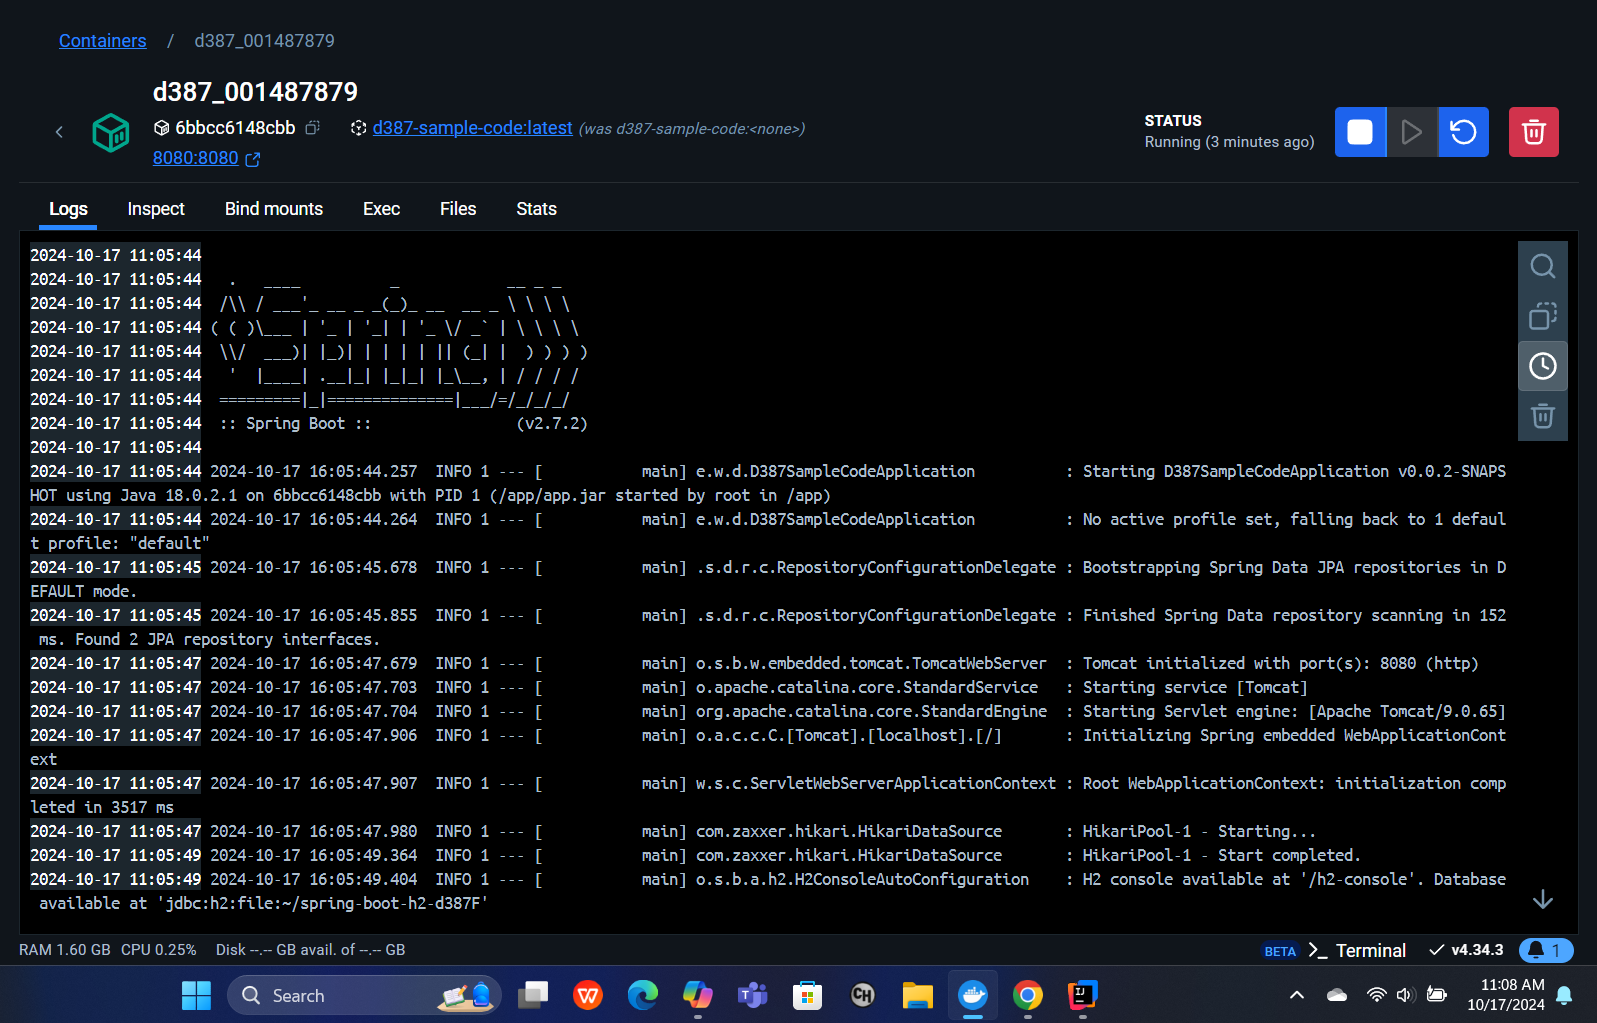 Containers / d387_001487879
d387_001487879
6bbcc6148cbb d387-sample-code:latest (was d387-sample-code:<none>)
8080:8080
STATUS
Running (3 minutes ago)
Logs Inspect Bind mounts Exec Files Stats
2024-10-17 11:05:44
2024-10-17 11:05:44   .   ____          _            __ _ _
2024-10-17 11:05:44  /\\ / ___'_ __ _ _(_)_ __  __ _ \ \ \ \
2024-10-17 11:05:44 ( ( )\___ | '_ | '_| | '_ \/ _` | \ \ \ \
2024-10-17 11:05:44  \\/  ___)| |_)| | | | | || (_| |  ) ) ) )
2024-10-17 11:05:44   '  |____| .__|_| |_|_| |_\__, | / / / /
2024-10-17 11:05:44  =========|_|==============|___/=/_/_/_/
2024-10-17 11:05:44  :: Spring Boot ::                (v2.7.2)
2024-10-17 11:05:44
2024-10-17 11:05:44 2024-10-17 16:05:44.257  INFO 1 --- [           main] e.w.d.D387SampleCodeApplication          : Starting D387SampleCodeApplication v0.0.2-SNAPS
HOT using Java 18.0.2.1 on 6bbcc6148cbb with PID 1 (/app/app.jar started by root in /app)
2024-10-17 11:05:44 2024-10-17 16:05:44.264  INFO 1 --- [           main] e.w.d.D387SampleCodeApplication          : No active profile set, falling back to 1 defaul
t profile: "default"
2024-10-17 11:05:45 2024-10-17 16:05:45.678  INFO 1 --- [           main] .s.d.r.c.RepositoryConfigurationDelegate : Bootstrapping Spring Data JPA repositories in D
EFAULT mode.
2024-10-17 11:05:45 2024-10-17 16:05:45.855  INFO 1 --- [           main] .s.d.r.c.RepositoryConfigurationDelegate : Finished Spring Data repository scanning in 152
 ms. Found 2 JPA repository interfaces.
2024-10-17 11:05:47 2024-10-17 16:05:47.679  INFO 1 --- [           main] o.s.b.w.embedded.tomcat.TomcatWebServer  : Tomcat initialized with port(s): 8080 (http)
2024-10-17 11:05:47 2024-10-17 16:05:47.703  INFO 1 --- [           main] o.apache.catalina.core.StandardService   : Starting service [Tomcat]
2024-10-17 11:05:47 2024-10-17 16:05:47.704  INFO 1 --- [           main] org.apache.catalina.core.StandardEngine  : Starting Servlet engine: [Apache Tomcat/9.0.65]
2024-10-17 11:05:47 2024-10-17 16:05:47.906  INFO 1 --- [           main] o.a.c.c.C.[Tomcat].[localhost].[/]       : Initializing Spring embedded WebApplicationCont
ext
2024-10-17 11:05:47 2024-10-17 16:05:47.907  INFO 1 --- [           main] w.s.c.ServletWebServerApplicationContext : Root WebApplicationContext: initialization comp
leted in 3517 ms
2024-10-17 11:05:47 2024-10-17 16:05:47.980  INFO 1 --- [           main] com.zaxxer.hikari.HikariDataSource       : HikariPool-1 - Starting...
2024-10-17 11:05:49 2024-10-17 16:05:49.364  INFO 1 --- [           main] com.zaxxer.hikari.HikariDataSource       : HikariPool-1 - Start completed.
2024-10-17 11:05:49 2024-10-17 16:05:49.404  INFO 1 --- [           main] o.s.b.a.h2.H2ConsoleAutoConfiguration    : H2 console available at '/h2-console'. Database
 available at 'jdbc:h2:file:~/spring-boot-h2-d387F'
RAM 1.60 GB CPU 0.25% Disk --.-- GB avail. of --.-- GB
BETA >_ Terminal v4.34.3 1
Search
W
T
CH
IJ
11:08 AM
10/17/2024